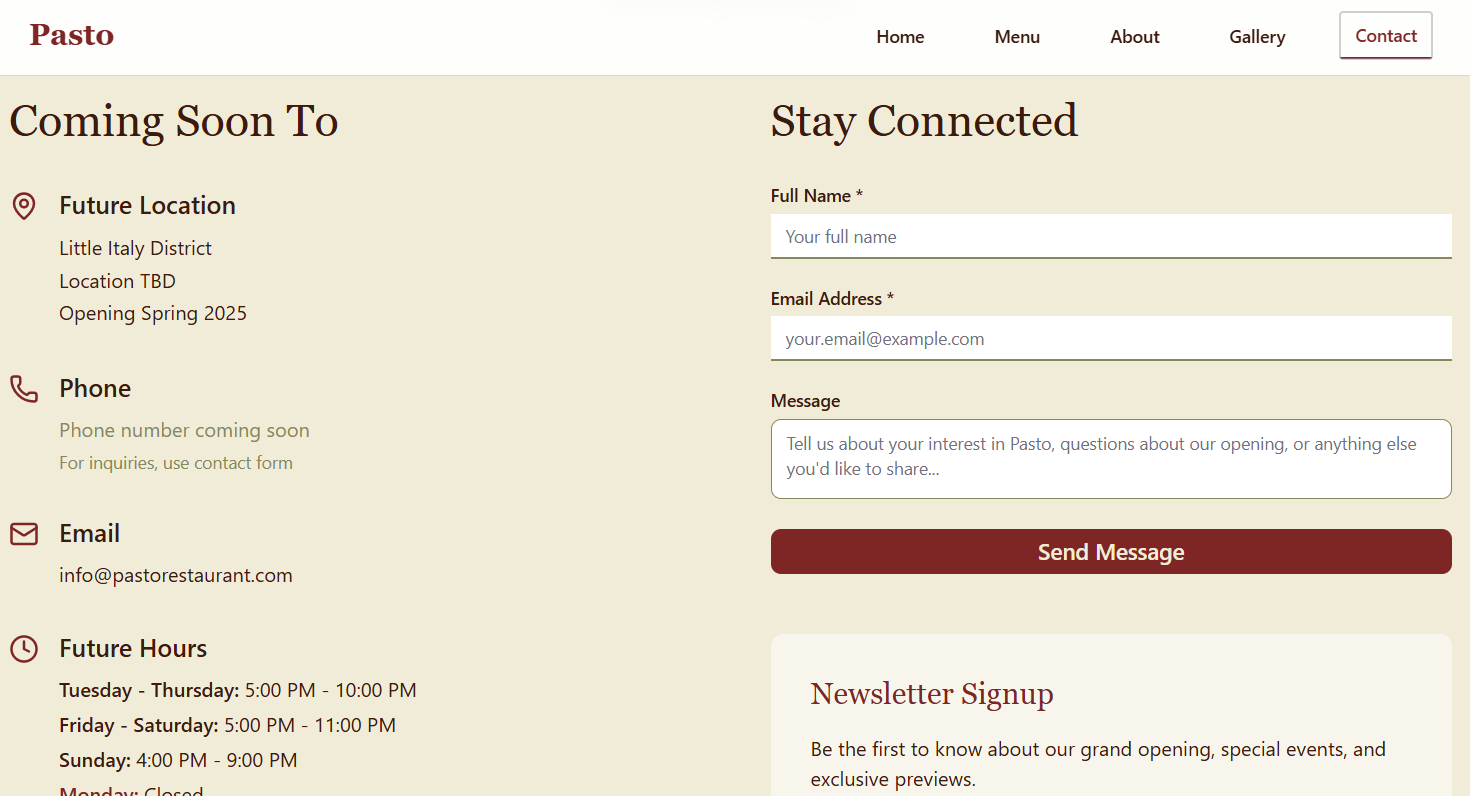 Pasto
Home
Menu
About
Gallery
Contact
Coming Soon To
Future Location
Little Italy District
Location TBD
Opening Spring 2025
Phone
Phone number coming soon
For inquiries, use contact form
Email
info@pastorestaurant.com
Future Hours
Tuesday - Thursday: 5:00 PM - 10:00 PM
Friday - Saturday: 5:00 PM - 11:00 PM
Sunday: 4:00 PM - 9:00 PM
Monday: Closed
Stay Connected
Full Name *
Your full name
Email Address *
your.email@example.com
Message
Tell us about your interest in Pasto, questions about our opening, or anything else
you'd like to share...
Send Message
Newsletter Signup
Be the first to know about our grand opening, special events, and
exclusive previews.